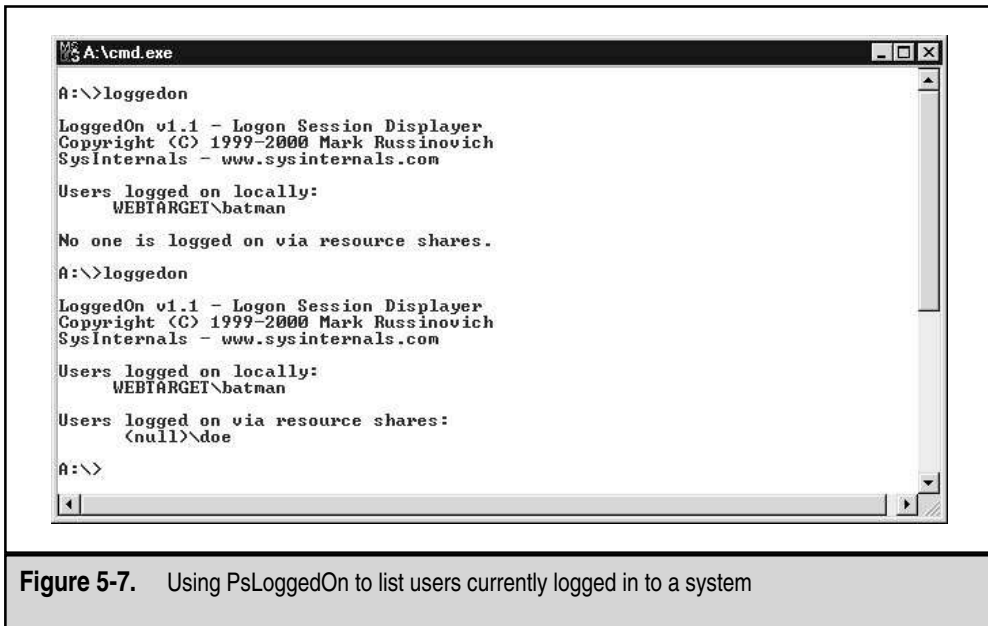 A:\cmd.exe
A:\>loggedon
LoggedOn v1.1 - Logon Session Displayer
Copyright (C) 1999-2000 Mark Russinovich
SysInternals - www.sysinternals.com
Users logged on locally:
WEBTARGET\batman
No one is logged on via resource shares.
A:\>loggedon
LoggedOn v1.1 - Logon Session Displayer
Copyright (C) 1999-2000 Mark Russinovich
SysInternals - www.sysinternals.com
Users logged on locally:
WEBTARGET\batman
Users logged on via resource shares:
(null)\doe
A:\>
Figure 5-7. Using PsLoggedOn to list users currently logged in to a system